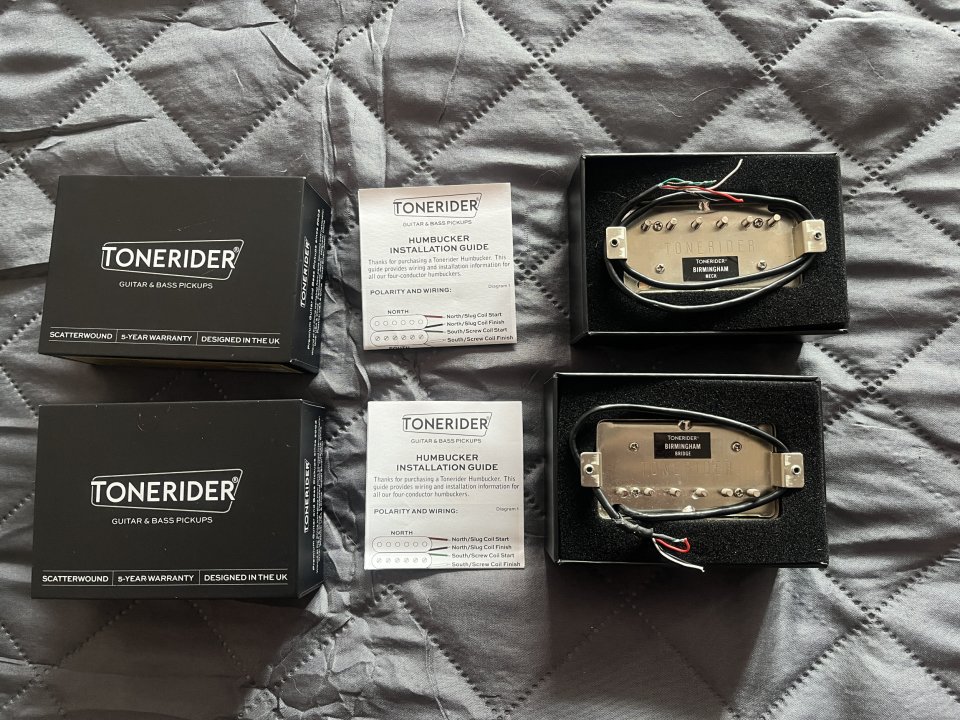 TONERIDER®
GUITAR & BASS PICKUPS
SCATTERWOUND 5-YEAR WARRANTY DESIGNED IN THE UK
TONERIDER
TONERIDER®
GUITAR & BASS PICKUPS
HUMBUCKER
INSTALLATION GUIDE
Thanks for purchasing a Tonerider Humbucker. This
guide provides wiring and installation information for
all our four-conductor humbuckers.
Diagram 1
POLARITY AND WIRING:
NORTH
North/Slug Coil Start
North/Slug Coil Finish
South/Screw Coil Start
South/Screw Coil Finish
TONERIDER
TONERIDER®
BIRMINGHAM
NECK
TONERIDER®
GUITAR & BASS PICKUPS
SCATTERWOUND 5-YEAR WARRANTY DESIGNED IN THE UK
TONERIDER
TONERIDER®
GUITAR & BASS PICKUPS
HUMBUCKER
INSTALLATION GUIDE
Thanks for purchasing a Tonerider Humbucker. This
guide provides wiring and installation information for
all our four-conductor humbuckers.
POLARITY AND WIRING:
Diagram 1
NORTH
North/Slug Coil Start
North/Slug Coil Finish
South/Screw Coil Start
South/Screw Coil Finish
TONERIDER®
BIRMINGHAM
BRIDGE
TONERIDER